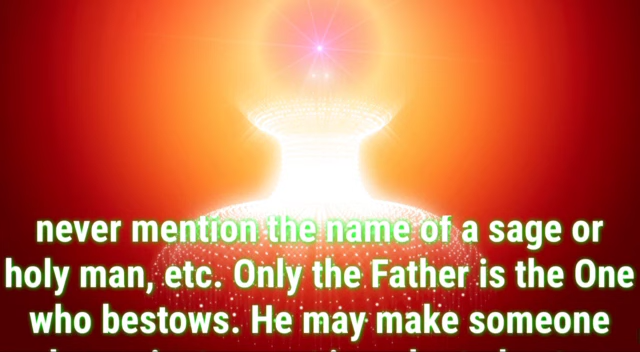 never mention the name of a sage or
holy man, etc. Only the Father is the One
who bestows. He may make someone